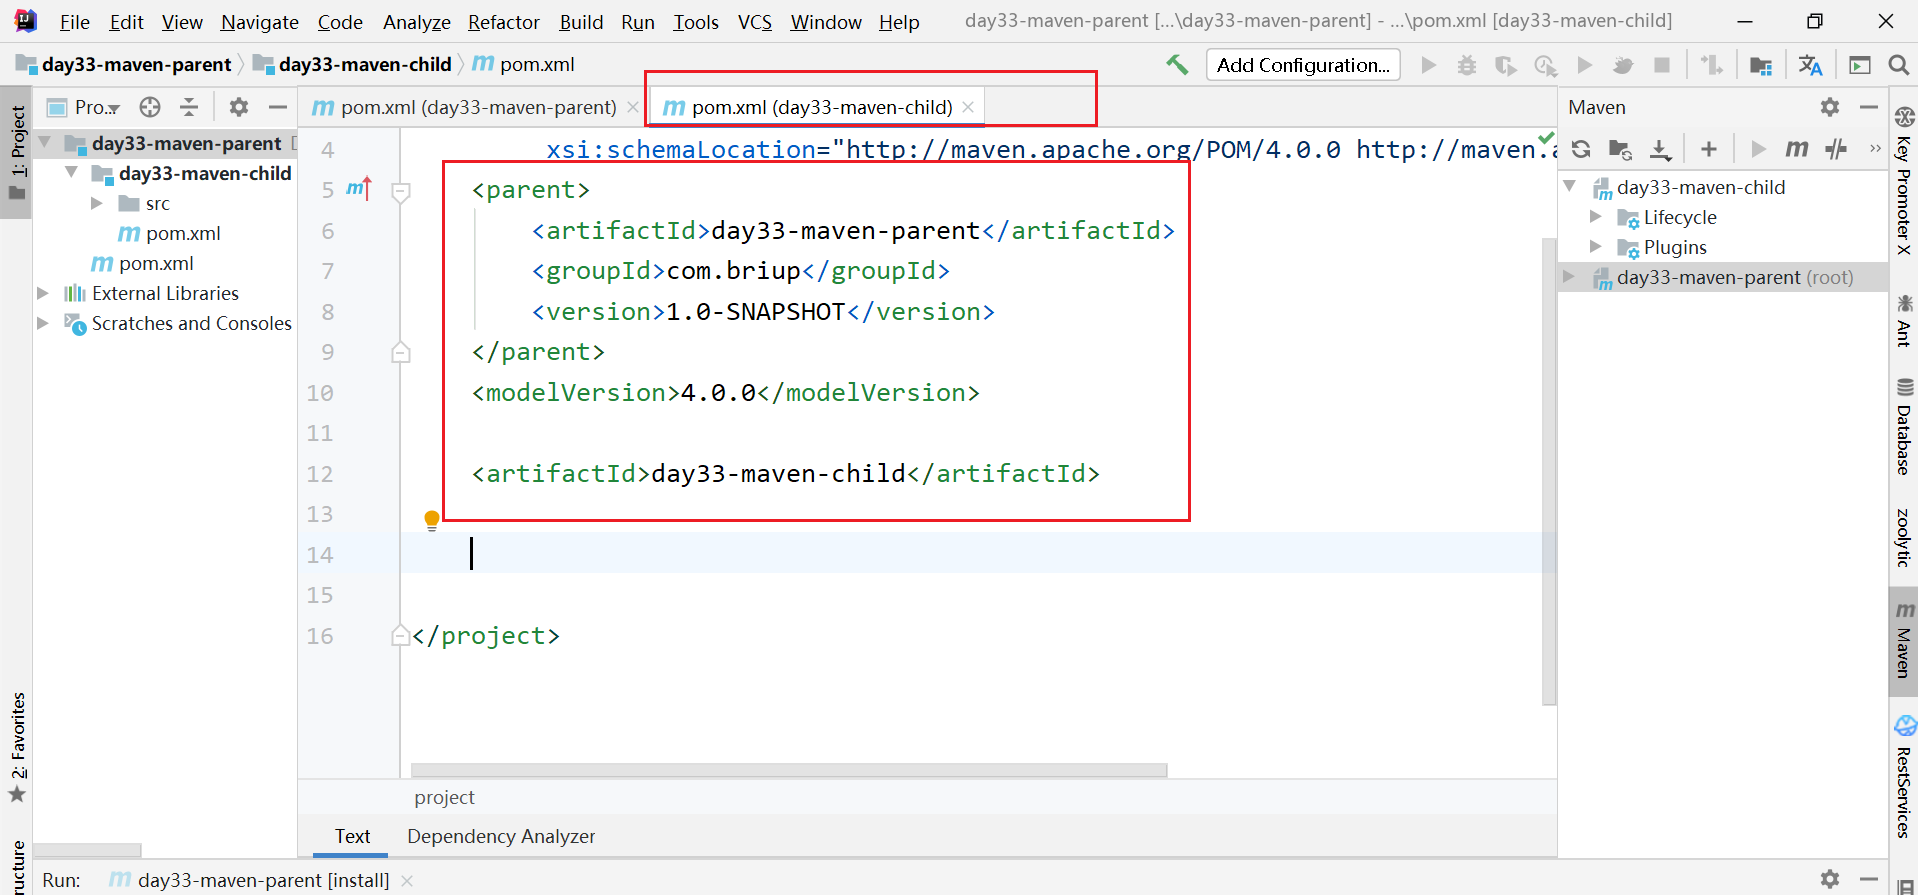 File Edit View Navigate Code Analyze Refactor Build Run Tools VCS Window Help day33-maven-parent [...\day33-maven-parent] - ...\pom.xml [day33-maven-child]
day33-maven-parent day33-maven-child pom.xml Add Configuration...
1: Project
Pro...
day33-maven-parent
day33-maven-child
src
pom.xml
pom.xml
External Libraries
Scratches and Consoles
pom.xml (day33-maven-parent) pom.xml (day33-maven-child)
4 xsi:schemaLocation="http://maven.apache.org/POM/4.0.0 http://maven.a
5 <parent>
6 <artifactId>day33-maven-parent</artifactId>
7 <groupId>com.briup</groupId>
8 <version>1.0-SNAPSHOT</version>
9 </parent>
10 <modelVersion>4.0.0</modelVersion>
11
12 <artifactId>day33-maven-child</artifactId>
13
14
15
16 </project>
project
Text Dependency Analyzer
Maven
day33-maven-child
Lifecycle
Plugins
day33-maven-parent (root)
Key Promoter X
Ant
Database
zoolytic
Maven
RestServices
2: Favorites
ructure
Run: day33-maven-parent [install]